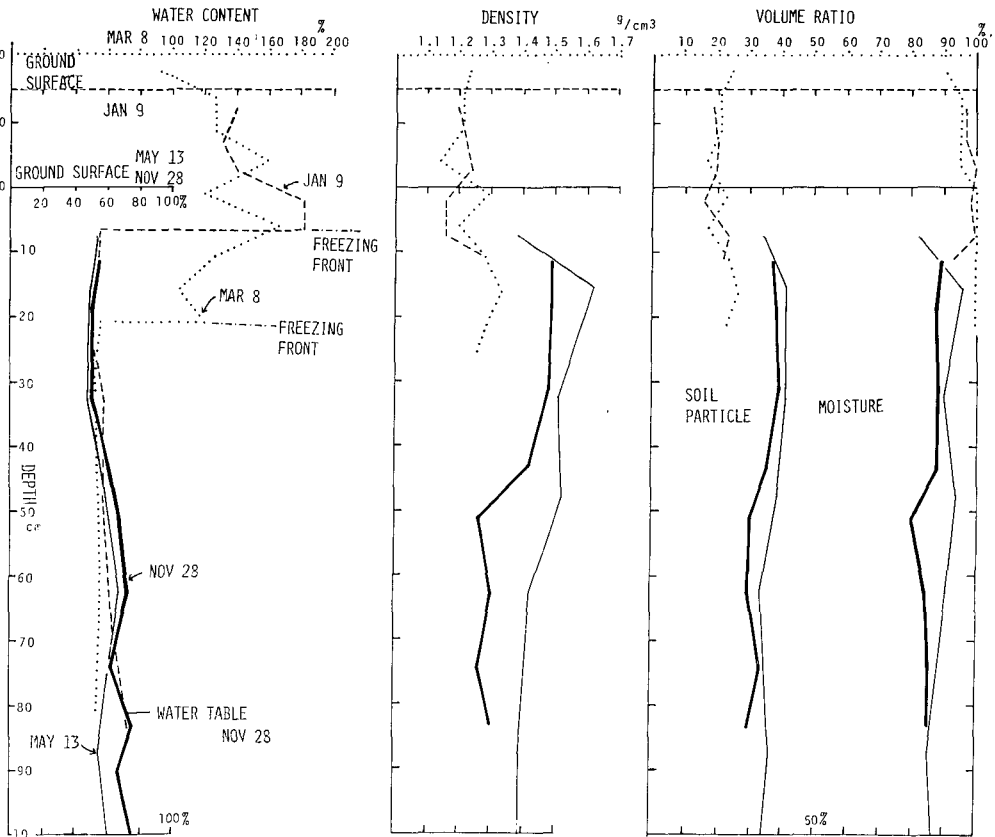 WATER CONTENT
MAR 8 100 120 140 160 % 200
DENSITY g/cm3
1.1 1.2 1.3 1.4 1.5 1.6 1.7
VOLUME RATIO
10 20 30 40 50 60 70 80 90 100 %
GROUND
SURFACE
JAN 9
MAY 13
GROUND SURFACE NOV 28
20 40 60 80 100%
JAN 9
FREEZING
FRONT
MAR 8
FREEZING
FRONT
-10
20
30
-40
50
60
-70
80
-90
DEPTH
SOIL
PARTICLE
MOISTURE
NOV 28
WATER TABLE
NOV 28
MAY 13
100%
50%